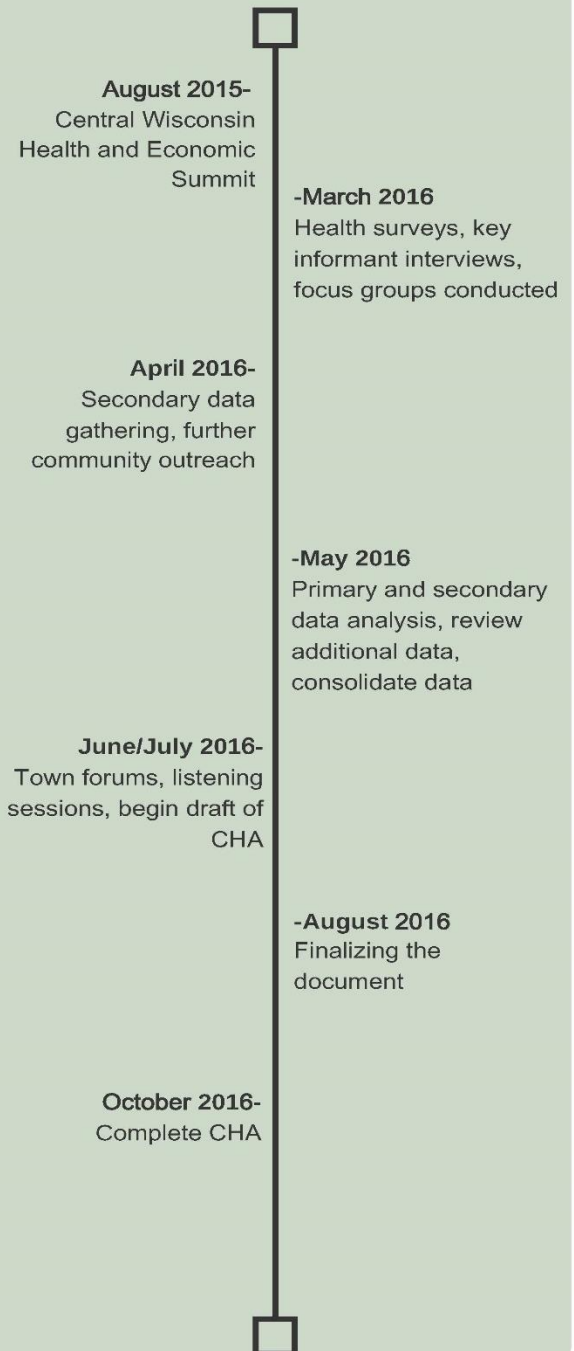 August 2015-
Central Wisconsin
Health and Economic
Summit
-March 2016
Health surveys, key
informant interviews,
focus groups conducted
April 2016-
Secondary data
gathering, further
community outreach
-May 2016
Primary and secondary
data analysis, review
additional data,
consolidate data
June/July 2016-
Town forums, listening
sessions, begin draft of
CHA
-August 2016
Finalizing the
document
October 2016-
Complete CHA